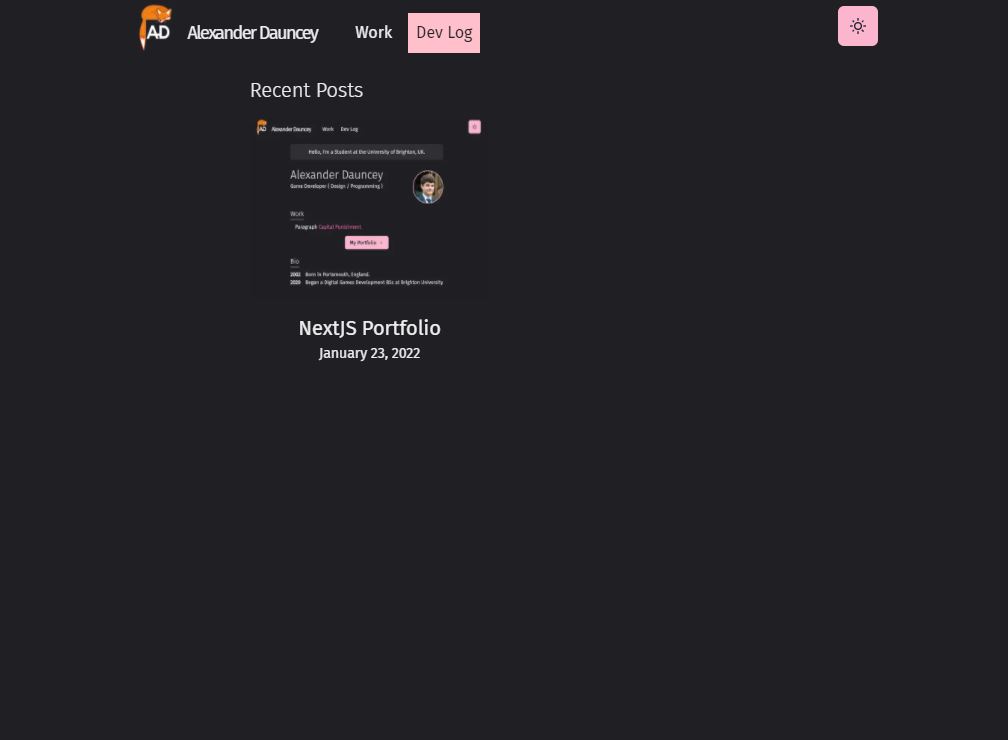 AD Alexander Dauncey Work Dev Log
Recent Posts
AD Alexander Dauncey Work Dev Log
Hello, I'm a Student at the University of Brighton, UK.
Alexander Dauncey
Game Developer ( Design / Programming )
Work
Paragraph Capital Punishment.
My Portfolio
Bio
2002 Born in Portsmouth, England.
2020 Began a Digital Games Development BSc at Brighton University
NextJS Portfolio
January 23, 2022